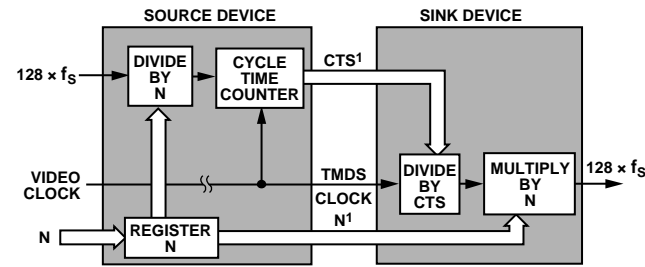 SOURCE DEVICE
SINK DEVICE
128 × fS
DIVIDE
BY
N
CYCLE
TIME
COUNTER
CTS¹
VIDEO
CLOCK
TMDS
CLOCK
N¹
DIVIDE
BY
CTS
MULTIPLY
BY
N
128 × fS
N
REGISTER
N